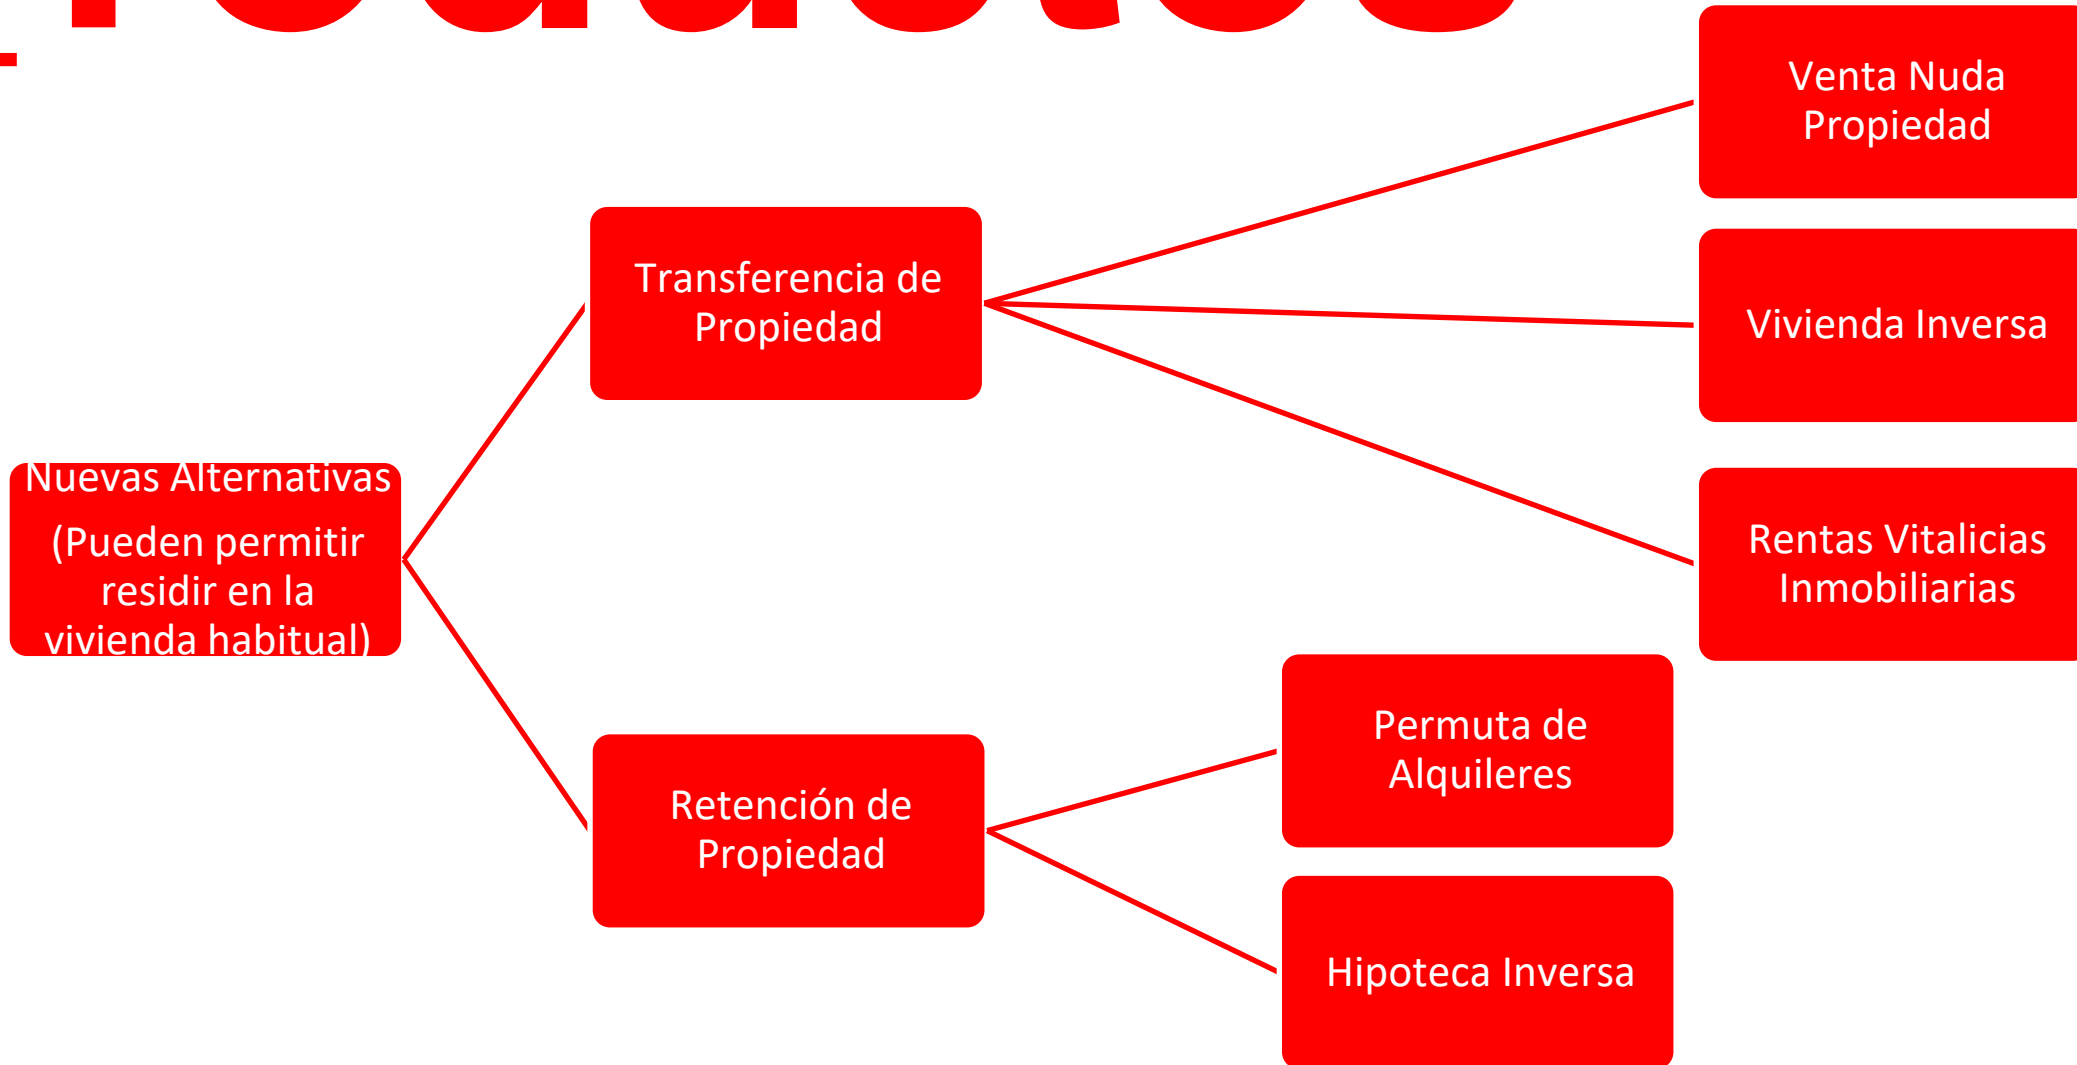 Venta Nuda
Propiedad
Transferencia de
Propiedad
Vivienda Inversa
Nuevas Alternativas
(Pueden permitir
residir en la
vivienda habitual)
Rentas Vitalicias
Inmobiliarias
Permuta de
Alquileres
Retención de
Propiedad
Hipoteca Inversa